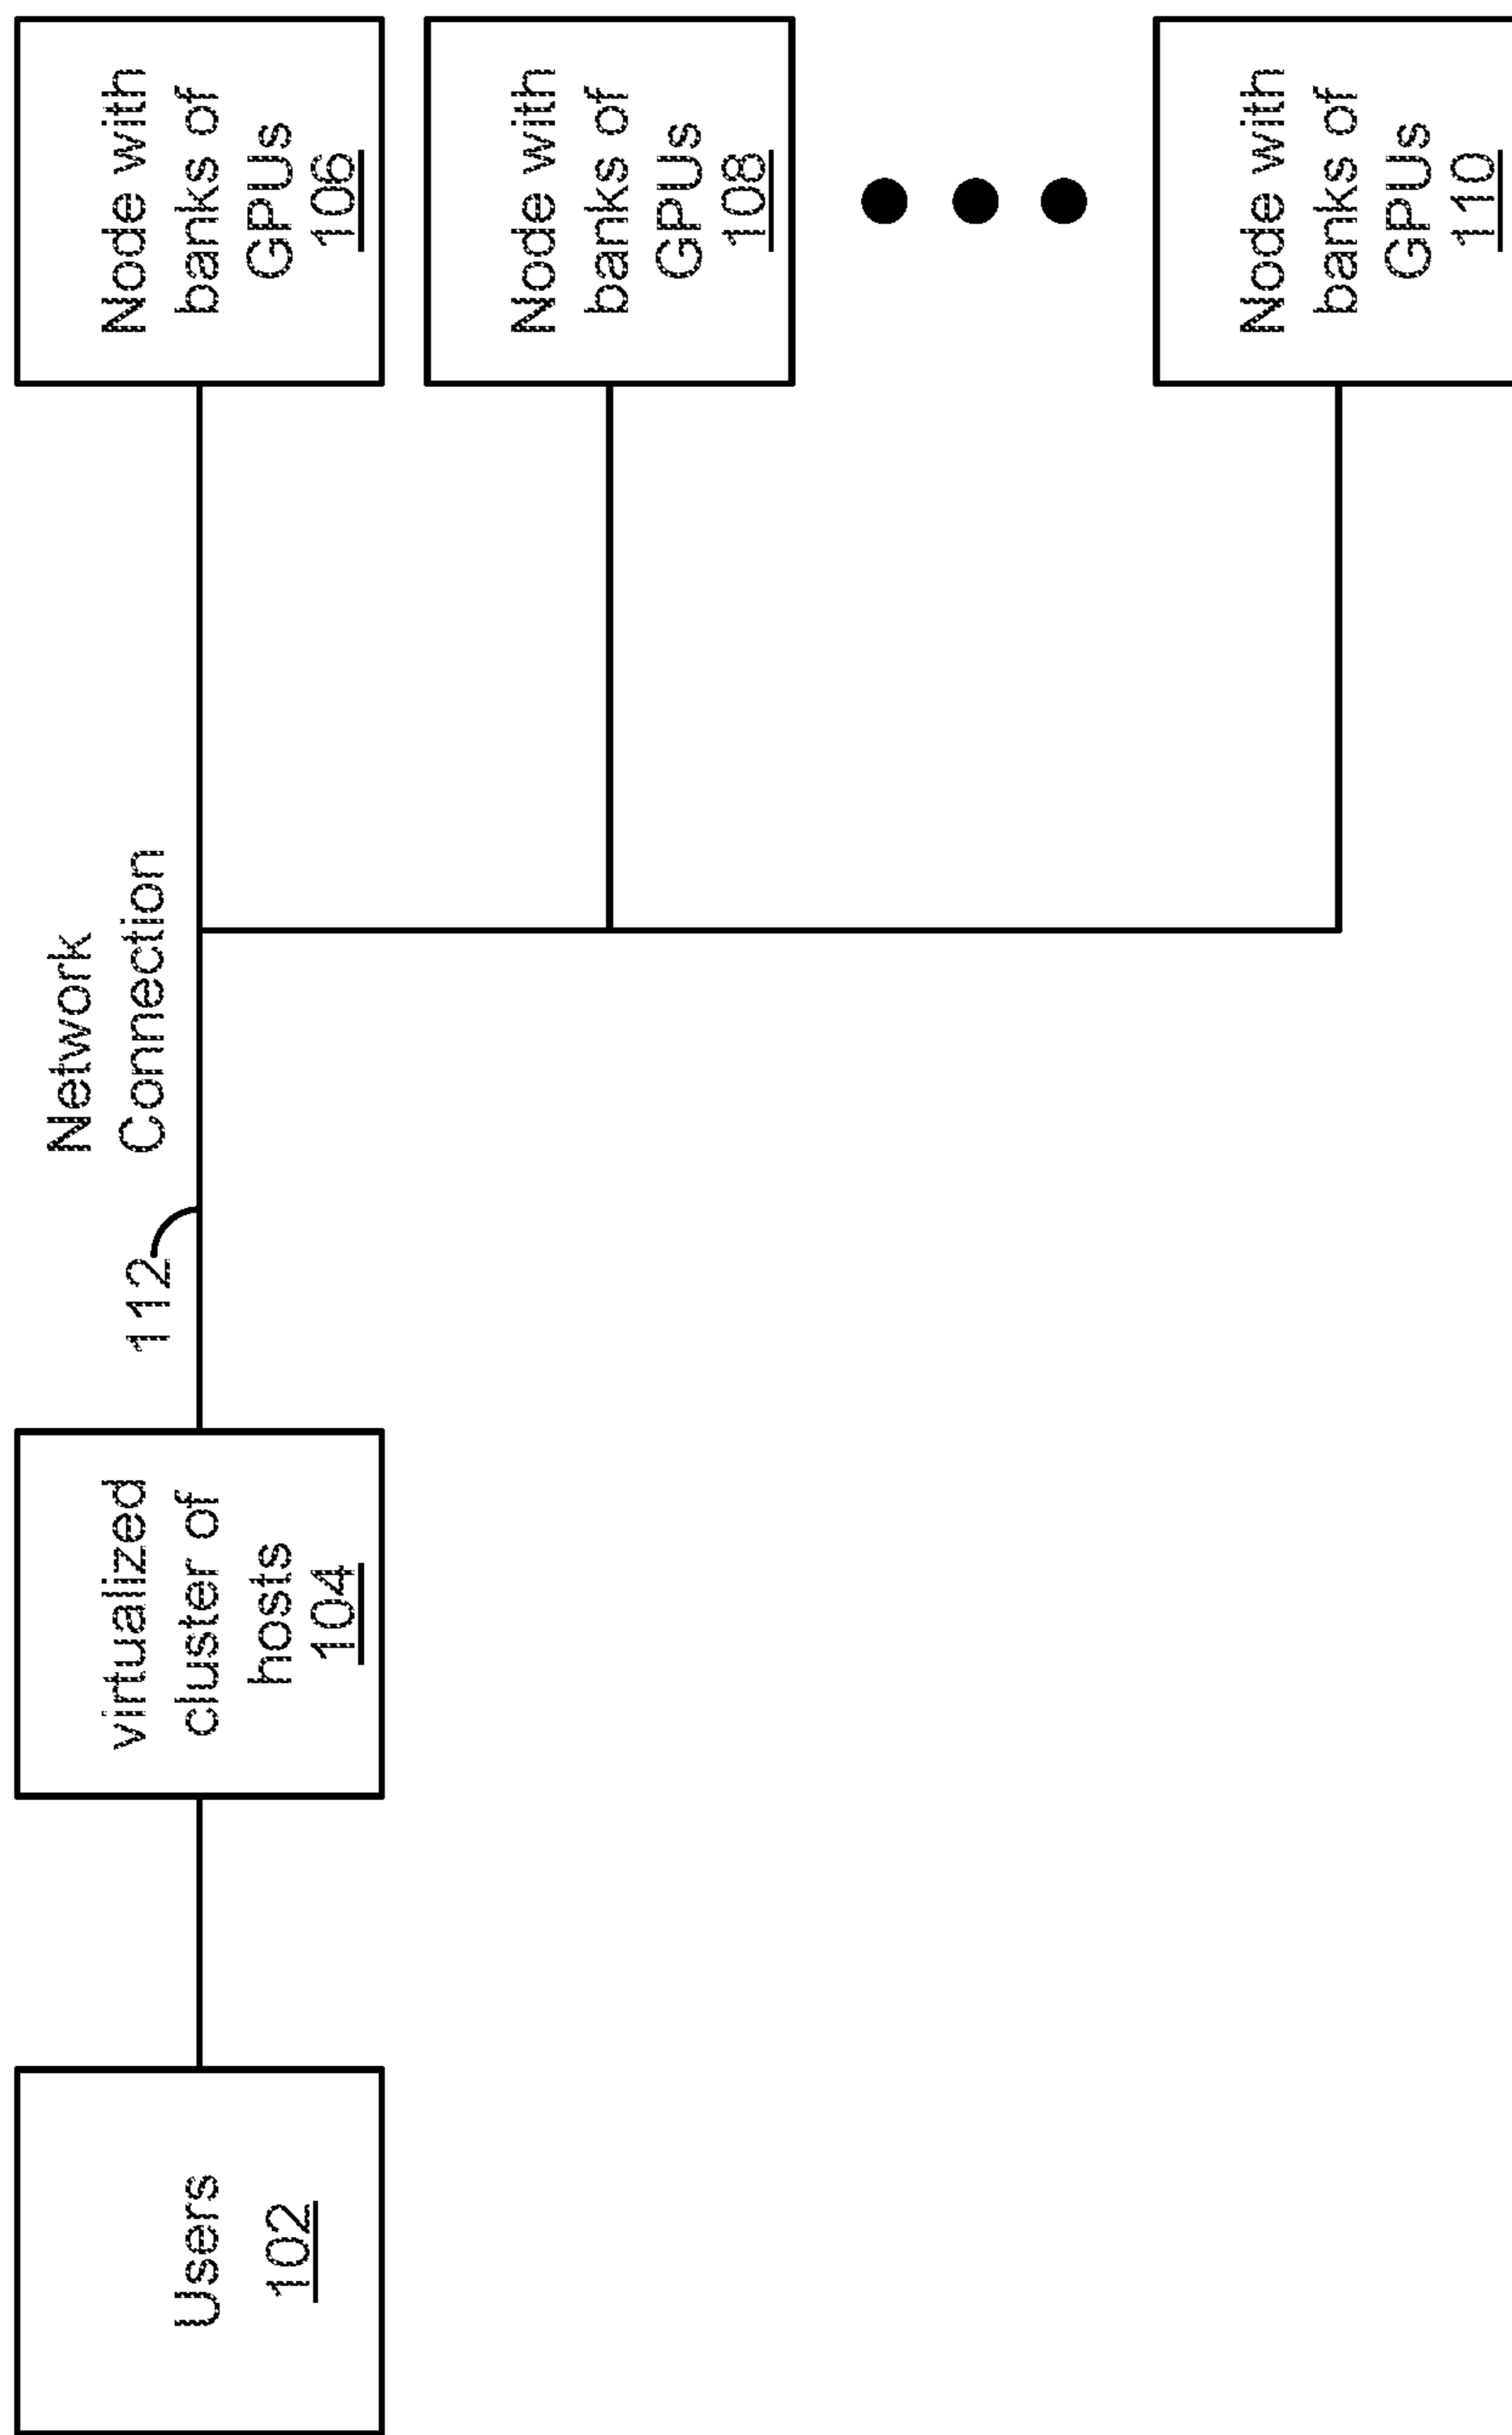 Users
102
virtualized
cluster of
hosts
104
112
Network
Connection
Node with
banks of
GPUs
106
Node with
banks of
GPUs
108
Node with
banks of
GPUs
110